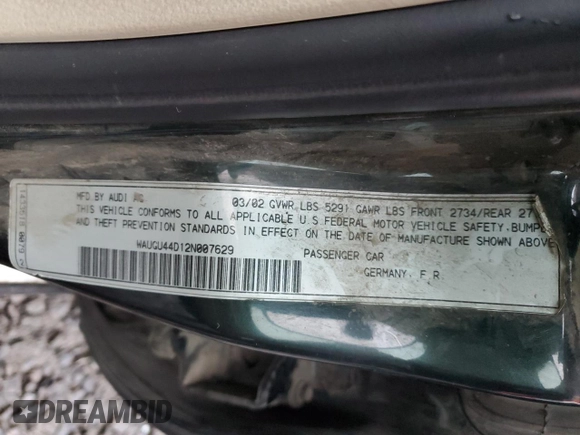 MFD BY AUDI AG 03/02 GVWR LBS 5291 GAWR LBS FRONT 2734/REAR 27
THIS VEHICLE CONFORMS TO ALL APPLICABLE U.S FEDERAL MOTOR VEHICLE SAFETY, BUMPE
AND THEFT PREVENTION STANDARDS IN EFFECT ON THE DATE OF MANUFACTURE SHOWN ABOVE
WAUGU44D12N007629 PASSENGER CAR
GERMANY, F.R.
DREAMBID